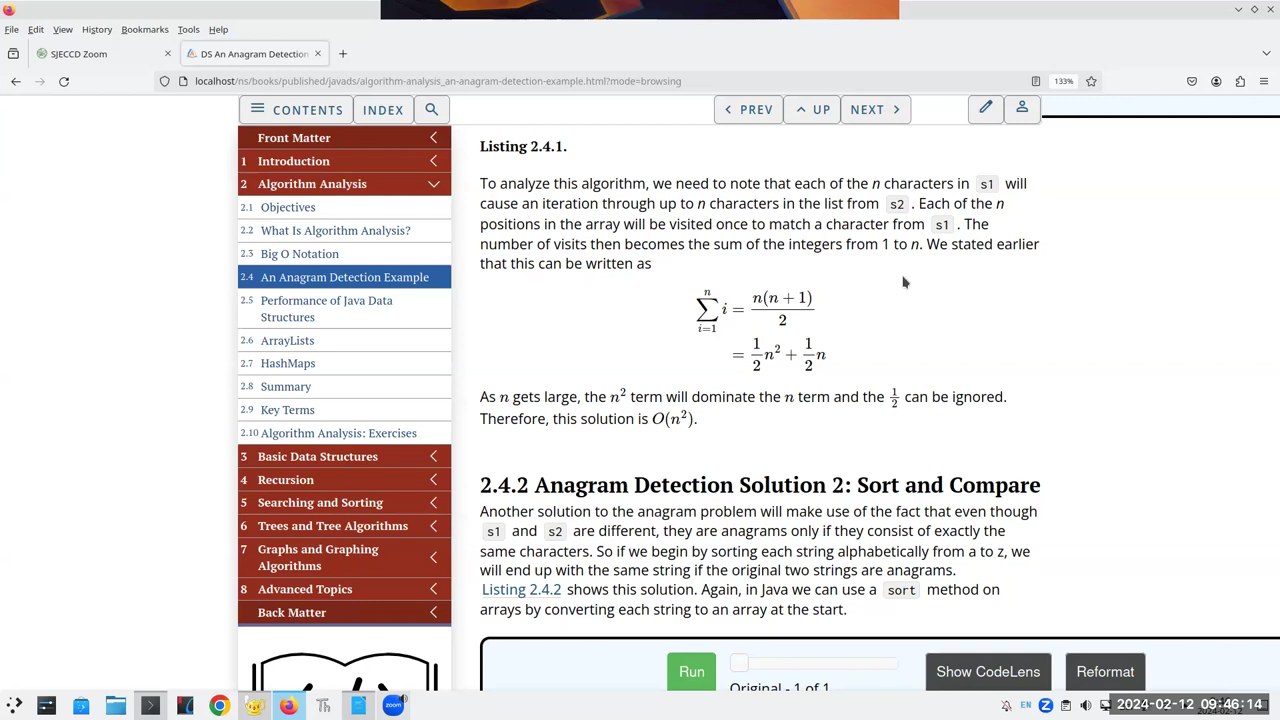 File Edit View History Bookmarks Tools Help
SJECCD Zoom
DS An Anagram Detection
localhost/ns/books/published/javads/algorithm-analysis_an-anagram-detection-example.html?mode=browsing
133%
CONTENTS
INDEX
PREV
UP
NEXT
Front Matter
1 Introduction
2 Algorithm Analysis
2.1 Objectives
2.2 What Is Algorithm Analysis?
2.3 Big O Notation
2.4 An Anagram Detection Example
2.5 Performance of Java Data
Structures
2.6 ArrayLists
2.7 HashMaps
2.8 Summary
2.9 Key Terms
2.10 Algorithm Analysis: Exercises
3 Basic Data Structures
4 Recursion
5 Searching and Sorting
6 Trees and Tree Algorithms
7 Graphs and Graphing
Algorithms
8 Advanced Topics
Back Matter
Listing 2.4.1.
To analyze this algorithm, we need to note that each of the n characters in s1 will
cause an iteration through up to n characters in the list from s2 . Each of the n
positions in the array will be visited once to match a character from s1 . The
number of visits then becomes the sum of the integers from 1 to n. We stated earlier
that this can be written as
∑_{i=1}^{n} i = n(n + 1)/2
= 1/2 n² + 1/2 n
As n gets large, the n² term will dominate the n term and the 1/2 can be ignored.
Therefore, this solution is O(n²).
2.4.2 Anagram Detection Solution 2: Sort and Compare
Another solution to the anagram problem will make use of the fact that even though
s1 and s2 are different, they are anagrams only if they consist of exactly the
same characters. So if we begin by sorting each string alphabetically from a to z, we
will end up with the same string if the original two strings are anagrams.
Listing 2.4.2 shows this solution. Again, in Java we can use a sort method on
arrays by converting each string to an array at the start.
Run
Original - 1 of 1
Show CodeLens
Reformat
Th
zoom
EN
Z
2024-02-12 09:46:14